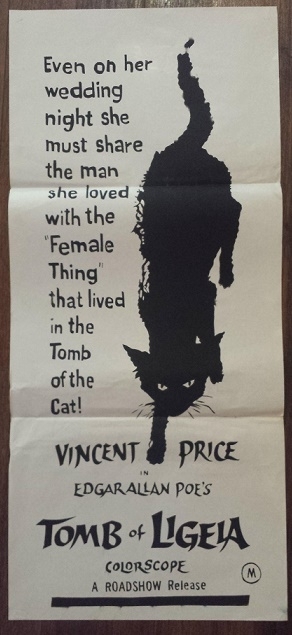 Even on her
wedding
night she
must share
the man
she loved
with the
"Female
Thing"
that lived
in the
Tomb
of the
Cat!
VINCENT PRICE
IN
EDGAR ALLAN POE'S
TOMB of LIGEIA
COLORSCOPE
M
A ROADSHOW Release